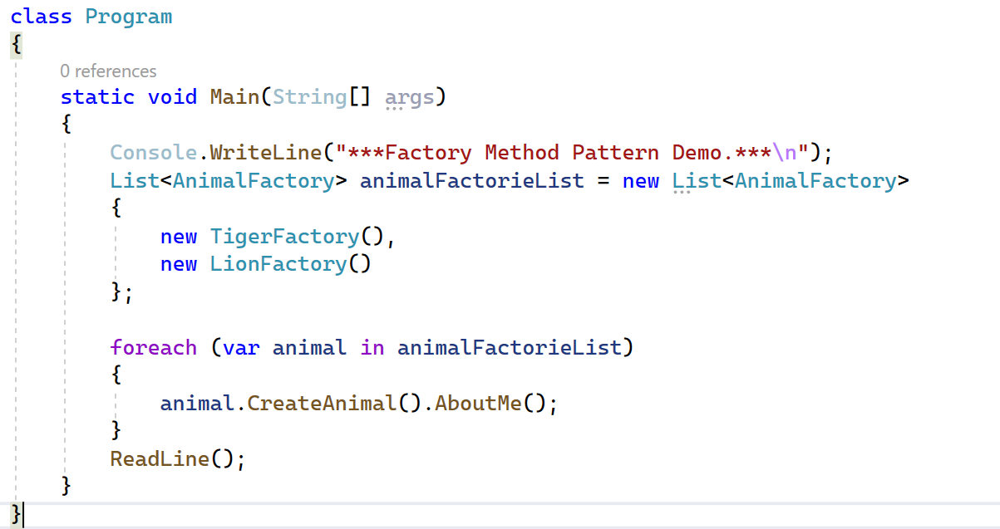 class Program
{
0 references
static void Main(String[] args)
{
Console.WriteLine("***Factory Method Pattern Demo.***\n");
List<AnimalFactory> animalFactorieList = new List<AnimalFactory>
{
new TigerFactory(),
new LionFactory()
};
foreach (var animal in animalFactorieList)
{
animal.CreateAnimal().AboutMe();
}
ReadLine();
}
}